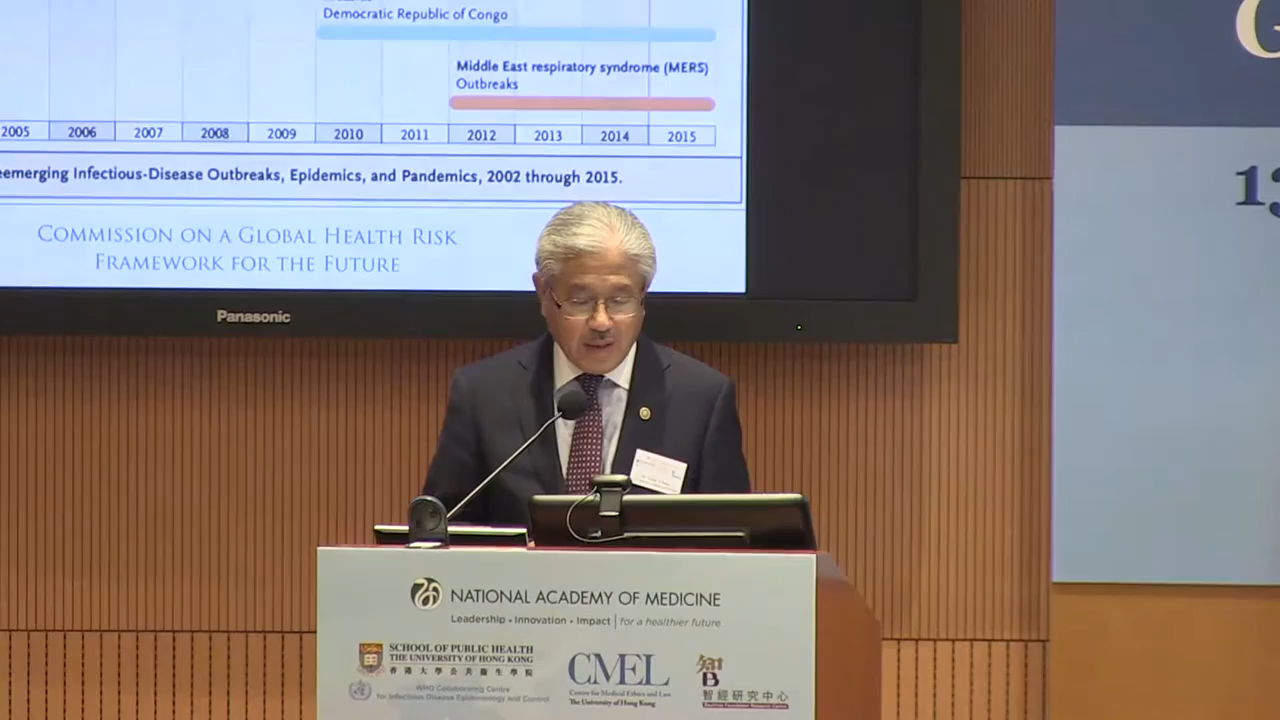 Democratic Republic of Congo
Middle East respiratory syndrome (MERS)
Outbreaks
2005 2006 2007 2008 2009 2010 2011 2012 2013 2014 2015
eemerging Infectious-Disease Outbreaks, Epidemics, and Pandemics, 2002 through 2015.
COMMISSION ON A GLOBAL HEALTH RISK
FRAMEWORK FOR THE FUTURE
Panasonic
G
13
NATIONAL ACADEMY OF MEDICINE
Leadership • Innovation • Impact | for a healthier future
SCHOOL OF PUBLIC HEALTH
THE UNIVERSITY OF HONG KONG
香港大學公共衞生學院
WHO Collaborating Centre
for Infectious Disease Epidemiology and Control
CMEL
Centre for Medical Ethics and Law
The University of Hong Kong
智經研究中心
Bauhinia Foundation Research Centre